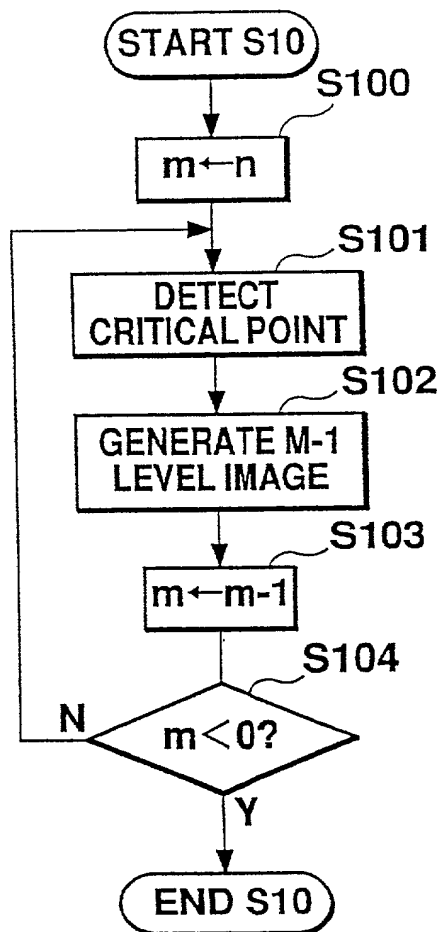 START S10
S100
m←n
S101
DETECT
CRITICAL POINT
S102
GENERATE M-1
LEVEL IMAGE
S103
m←m-1
S104
N
m<0?
Y
END S10